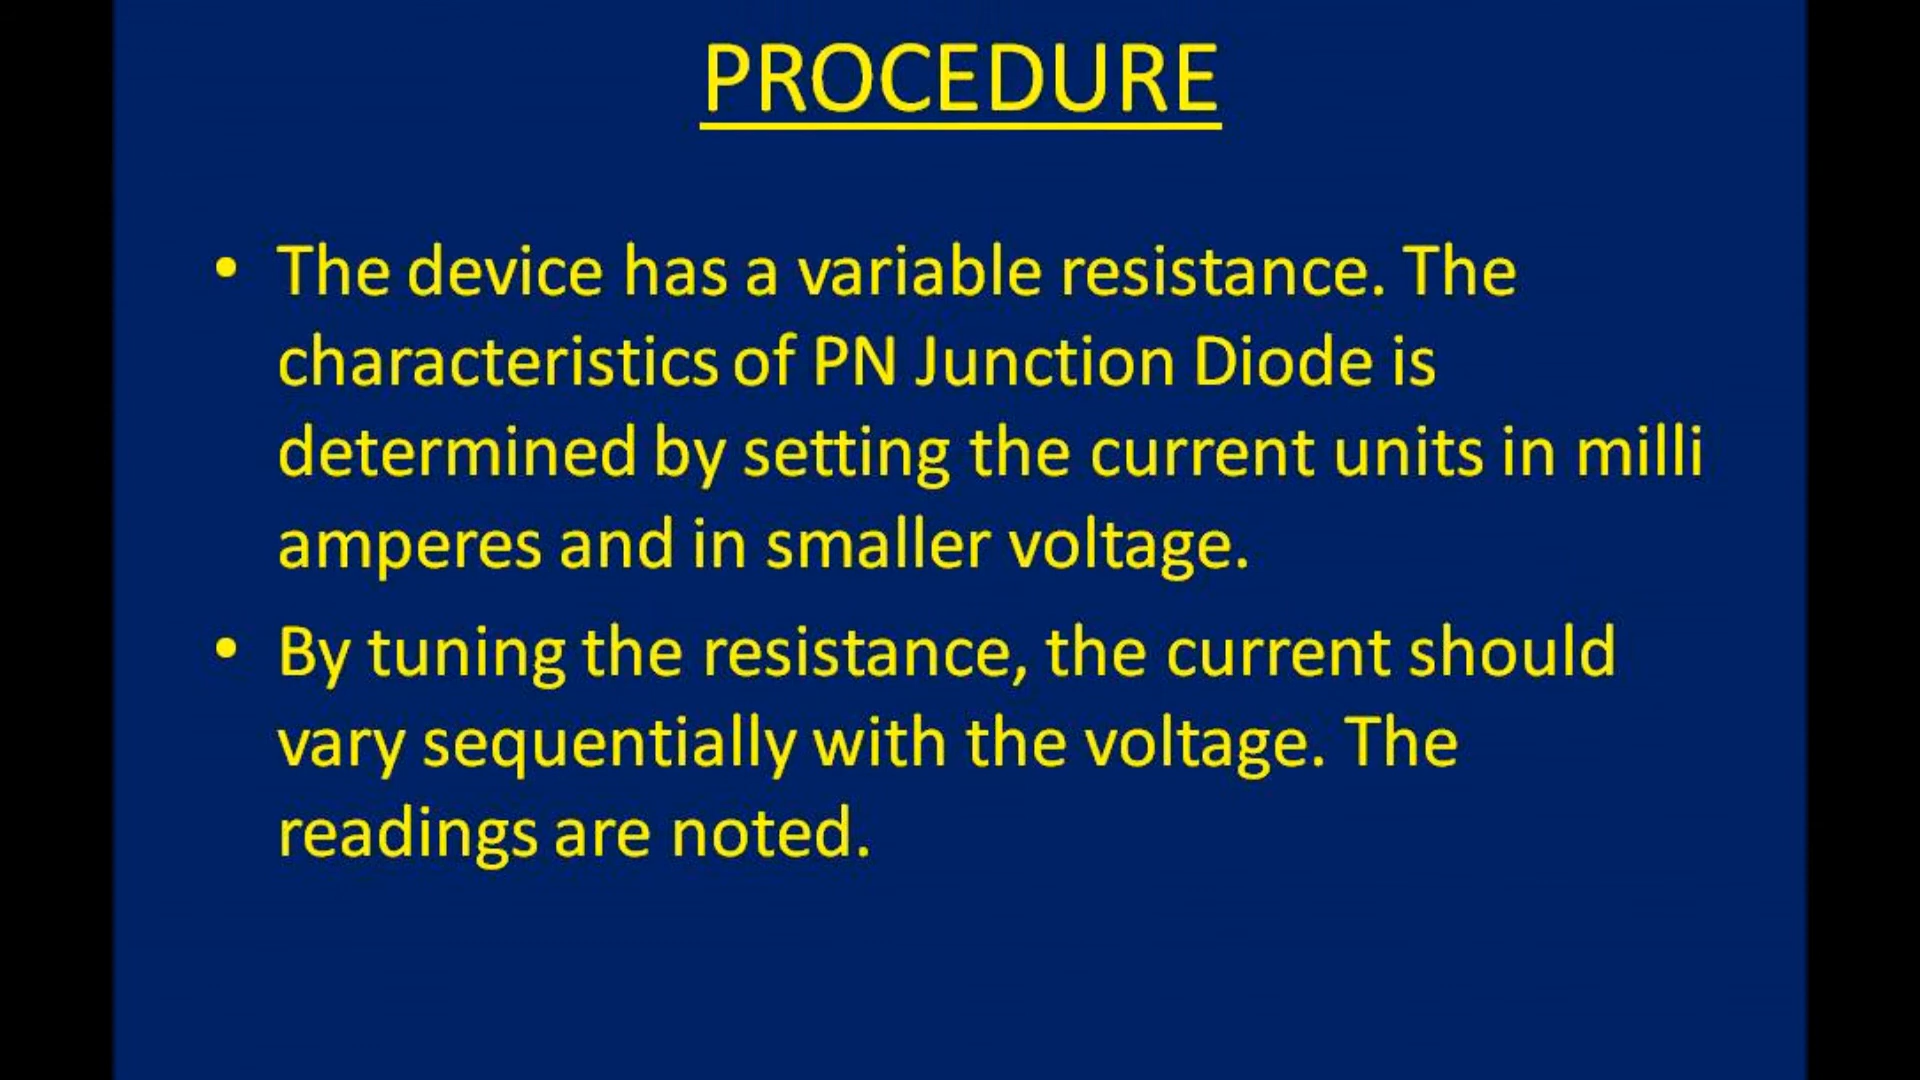 PROCEDURE
• The device has a variable resistance. The
characteristics of PN Junction Diode is
determined by setting the current units in milli
amperes and in smaller voltage.
• By tuning the resistance, the current should
vary sequentially with the voltage. The
readings are noted.